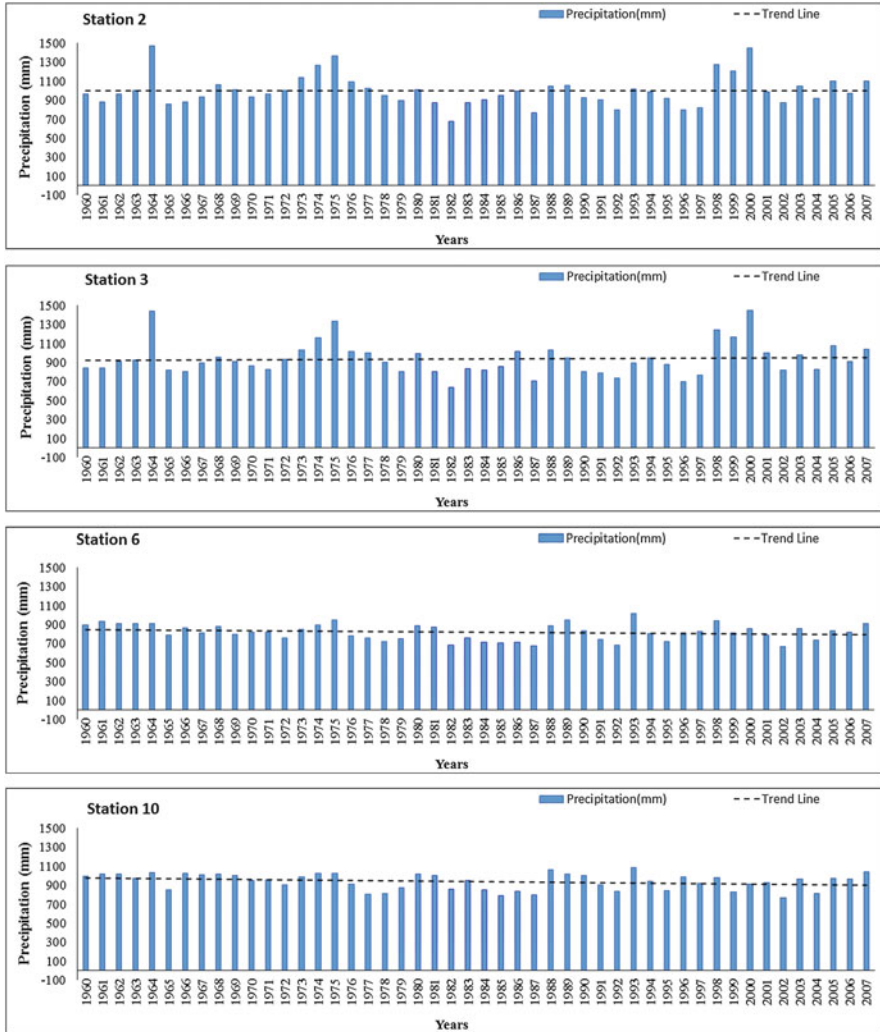 Station 2
Precipitation(mm) Trend Line
Precipitation (mm)
1500
1300
1100
900
700
500
300
100
-100
1960 1961 1962 1963 1964 1965 1966 1967 1968 1969 1970 1971 1972 1973 1974 1975 1976 1977 1978 1979 1980 1981 1982 1983 1984 1985 1986 1987 1988 1989 1990 1991 1992 1993 1994 1995 1996 1997 1998 1999 2000 2001 2002 2003 2004 2005 2006 2007
Years
Station 3
Precipitation(mm) Trend Line
Precipitation (mm)
1500
1300
1100
900
700
500
300
100
-100
1960 1961 1962 1963 1964 1965 1966 1967 1968 1969 1970 1971 1972 1973 1974 1975 1976 1977 1978 1979 1980 1981 1982 1983 1984 1985 1986 1987 1988 1989 1990 1991 1992 1993 1994 1995 1996 1997 1998 1999 2000 2001 2002 2003 2004 2005 2006 2007
Years
Station 6
Precipitation(mm) Trend Line
Precipitation (mm)
1500
1300
1100
900
700
500
300
100
-100
1960 1961 1962 1963 1964 1965 1966 1967 1968 1969 1970 1971 1972 1973 1974 1975 1976 1977 1978 1979 1980 1981 1982 1983 1984 1985 1986 1987 1988 1989 1990 1991 1992 1993 1994 1995 1996 1997 1998 1999 2000 2001 2002 2003 2004 2005 2006 2007
Years
Station 10
Precipitation(mm) Trend Line
Precipitation (mm)
1500
1300
1100
900
700
500
300
100
-100
1960 1961 1962 1963 1964 1965 1966 1967 1968 1969 1970 1971 1972 1973 1974 1975 1976 1977 1978 1979 1980 1981 1982 1983 1984 1985 1986 1987 1988 1989 1990 1991 1992 1993 1994 1995 1996 1997 1998 1999 2000 2001 2002 2003 2004 2005 2006 2007
Years